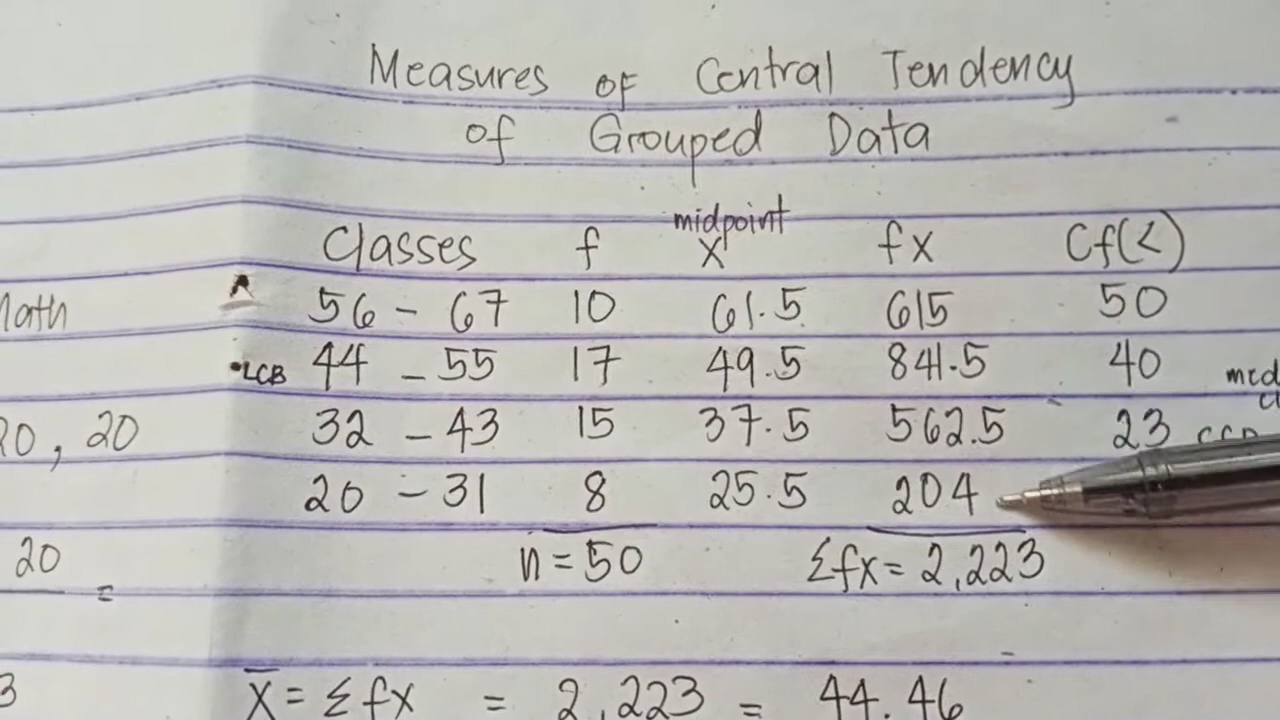 Measures of Central Tendency
of Grouped Data
midpoint
Classes f X fx Cf(<)
Math 56 - 67 10 61.5 615 50
LCB 44 - 55 17 49.5 841.5 40
20, 20 32 - 43 15 37.5 562.5 23
20 - 31 8 25.5 204
20 = n = 50 Σfx = 2,223
3 X̄ = Σfx = 2,223 = 44.46